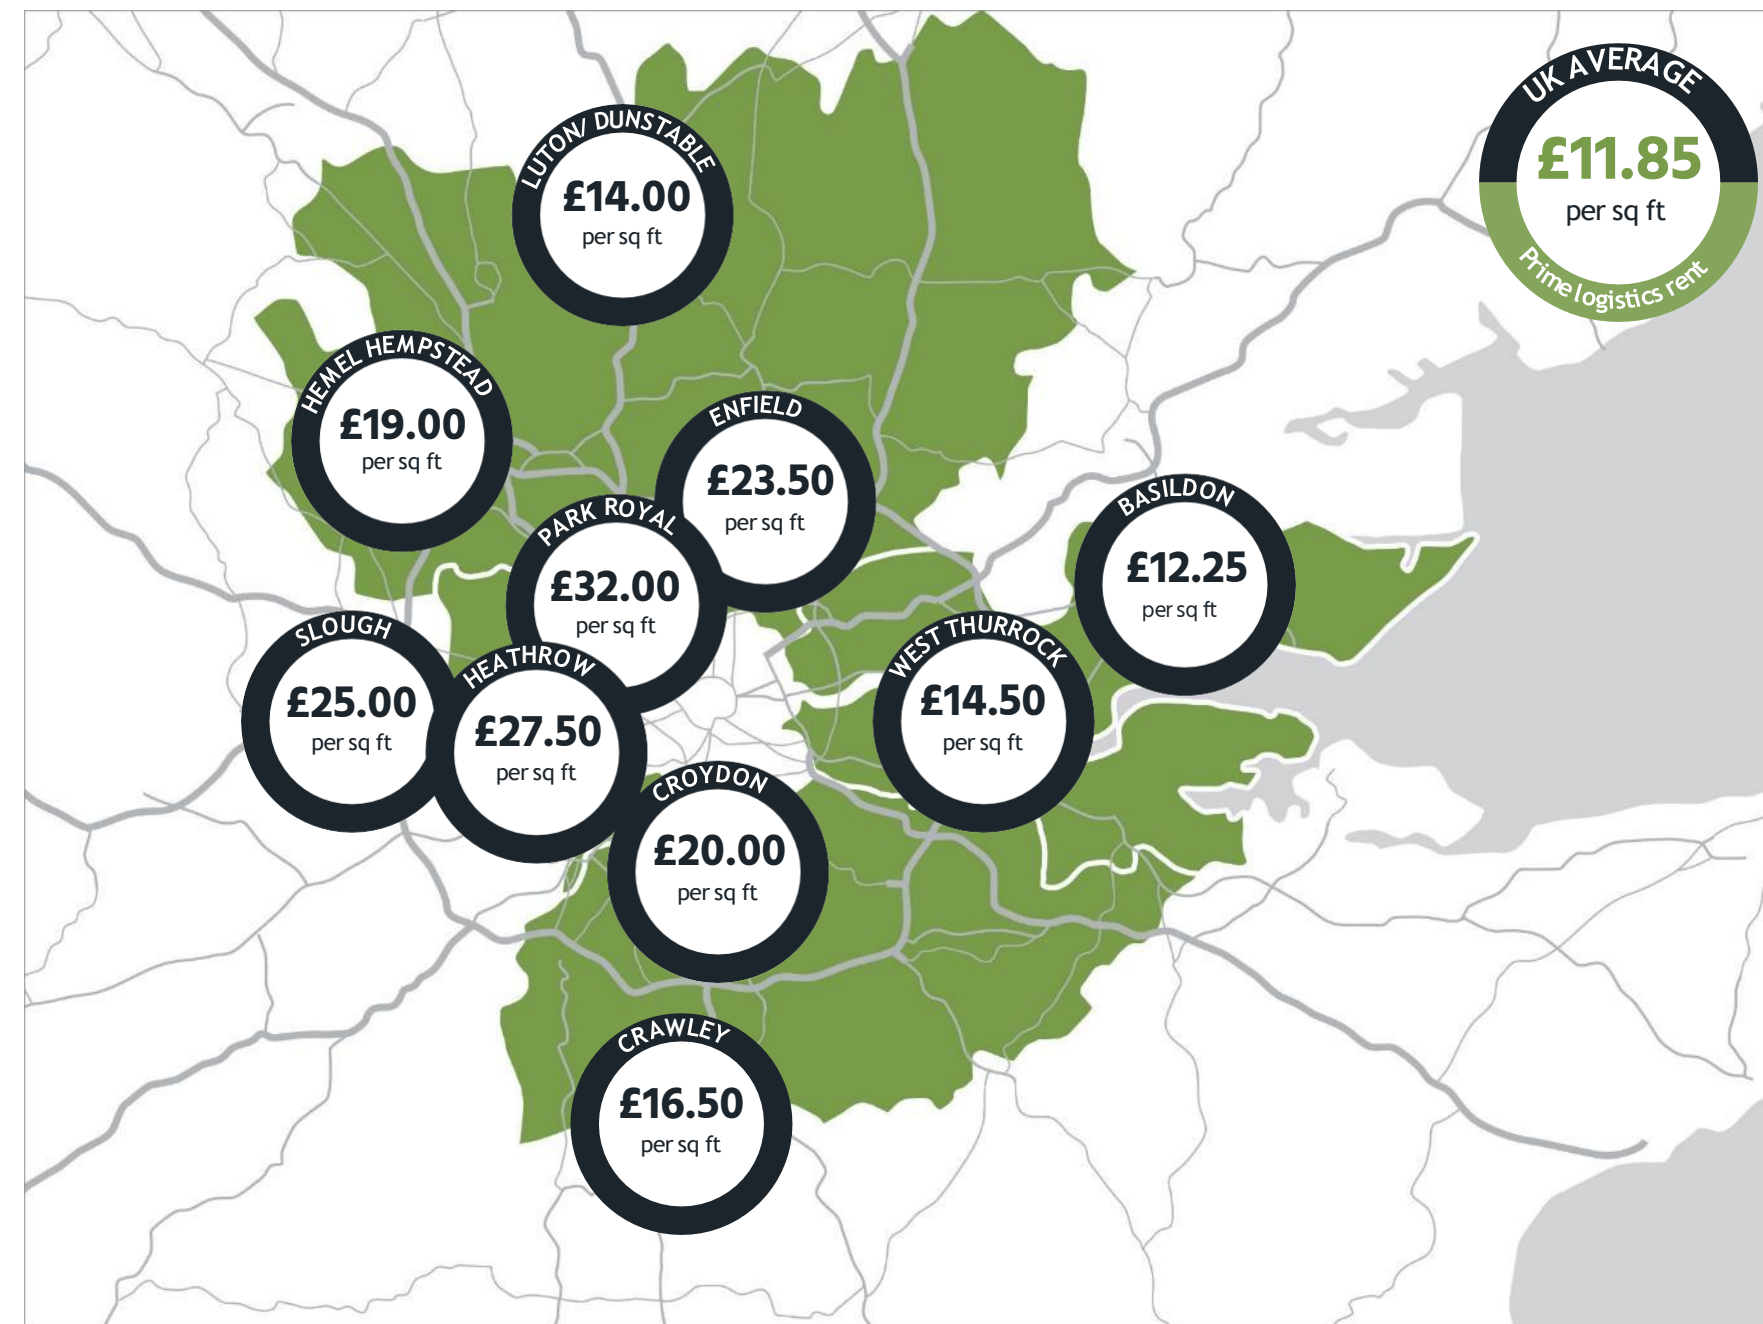 UK AVERAGE
£11.85
per sq ft
Prime logistics rent
LUTON/ DUNSTABLE
£14.00
per sq ft
HEMEL HEMPSTEAD
£19.00
per sq ft
ENFIELD
£23.50
per sq ft
PARK ROYAL
£32.00
per sq ft
BASILDON
£12.25
per sq ft
SLOUGH
£25.00
per sq ft
HEATHROW
£27.50
per sq ft
WEST THURROCK
£14.50
per sq ft
CROYDON
£20.00
per sq ft
CRAWLEY
£16.50
per sq ft